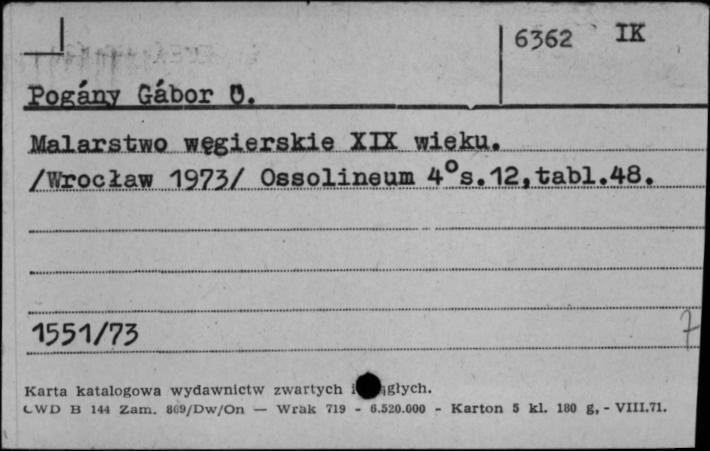 6362 IK
Pogány Gábor O.
Malarstwo węgierskie XIX wieku.
/Wrocław 1973/ Ossolineum 4°s.12,tabl.48.
1551/73
7
Karta katalogowa wydawnictw zwartych i ciągłych.
CWD B 144 Zam. 869/Dw/On — Wrak 719 - 6.520.000 - Karton 5 kl. 180 g, - VIII.71.